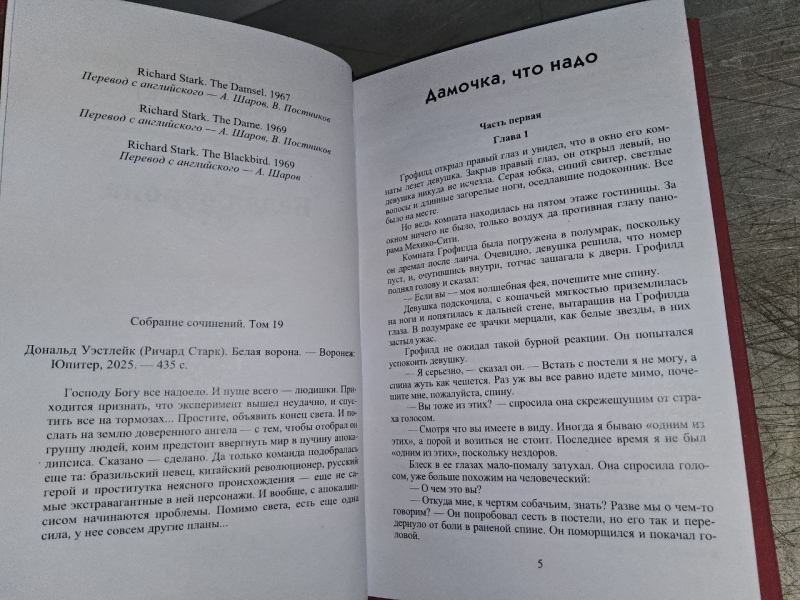 Richard Stark. The Damsel. 1967
Перевод с английского — А. Шаров, В. Постников
Richard Stark. The Dame. 1969
Перевод с английского — А. Шаров, В. Постников
Richard Stark. The Blackbird. 1969
Перевод с английского — А. Шаров
Собрание сочинений. Том 19
Дональд Уэстлейк (Ричард Старк). Белая ворона. — Воронеж:
Юпитер, 2025. — 435 с.
Господу Богу все надоело. И пуще всего — людишки. При-
ходится признать, что эксперимент вышел неудачно, и спус-
тить все на тормозах... Простите, объявить конец света. И по-
слать на землю доверенного ангела — с тем, чтобы отобрал он
группу людей, коим предстоит ввергнуть мир в пучину апока-
липсиса. Сказано — сделано. Да только команда подобралась
еще та: бразильский певец, китайский революционер, русский
герой и проститутка неясного происхождения — еще не са-
мые экстравагантные в ней персонажи. И вообще, с апокалип-
сисом начинаются проблемы. Помимо света, есть еще одна
сила, у нее совсем другие планы...
Дамочка, что надо
Часть первая
Глава 1
Грофилд открыл правый глаз и увидел, что в окно его ком-
наты лезет девушка. Закрыв правый глаз, он открыл левый, но
девушка никуда не исчезла. Серая юбка, синий свитер, светлые
волосы и длинные загорелые ноги, оседлавшие подоконник. Все
было на месте.
Но ведь комната находилась на пятом этаже гостиницы. За
окном ничего не было, только воздух да противная глазу пано-
рама Мехико-Сити.
Комната Грофилда была погружена в полумрак, поскольку
он дремал после ланча. Очевидно, девушка решила, что номер
пуст, и, очутившись внутри, тотчас зашагала к двери. Грофилд
поднял голову и сказал:
— Если вы — моя волшебная фея, почешите мне спину.
Девушка подскочила, с кошачьей мягкостью приземлилась
на ноги и попятилась к дальней стене, вытаращив на Грофилда
глаза. В полумраке ее зрачки мерцали, как белые звезды, в них
застыл ужас.
Грофилд не ожидал такой бурной реакции. Он попытался
успокоить девушку.
— Я серьезно, — сказал он. — Встать с постели я не могу, а
спина жуть как чешется. Раз уж вы все равно идете мимо, поче-
шите мне, пожалуйста, спину.
— Вы тоже из этих? — спросила она скрежещущим от стра-
ха голосом.
— Смотря что вы имеете в виду. Иногда я бываю «одним из
этих», а порой и возиться не стоит. Последнее время я не был
«одним из этих», поскольку нездоров.
Блеск в ее глазах мало-помалу затухал. Она спросила голо-
сом, уже больше похожим на человеческий:
— О чем это вы?
— Откуда мне, к чертям собачьим, знать? Разве мы о чем-то
говорим? — Он попробовал сесть в постели, но его так и пере-
дернуло от боли в раненой спине. Он поморщился и покачал го-
ловой.
5